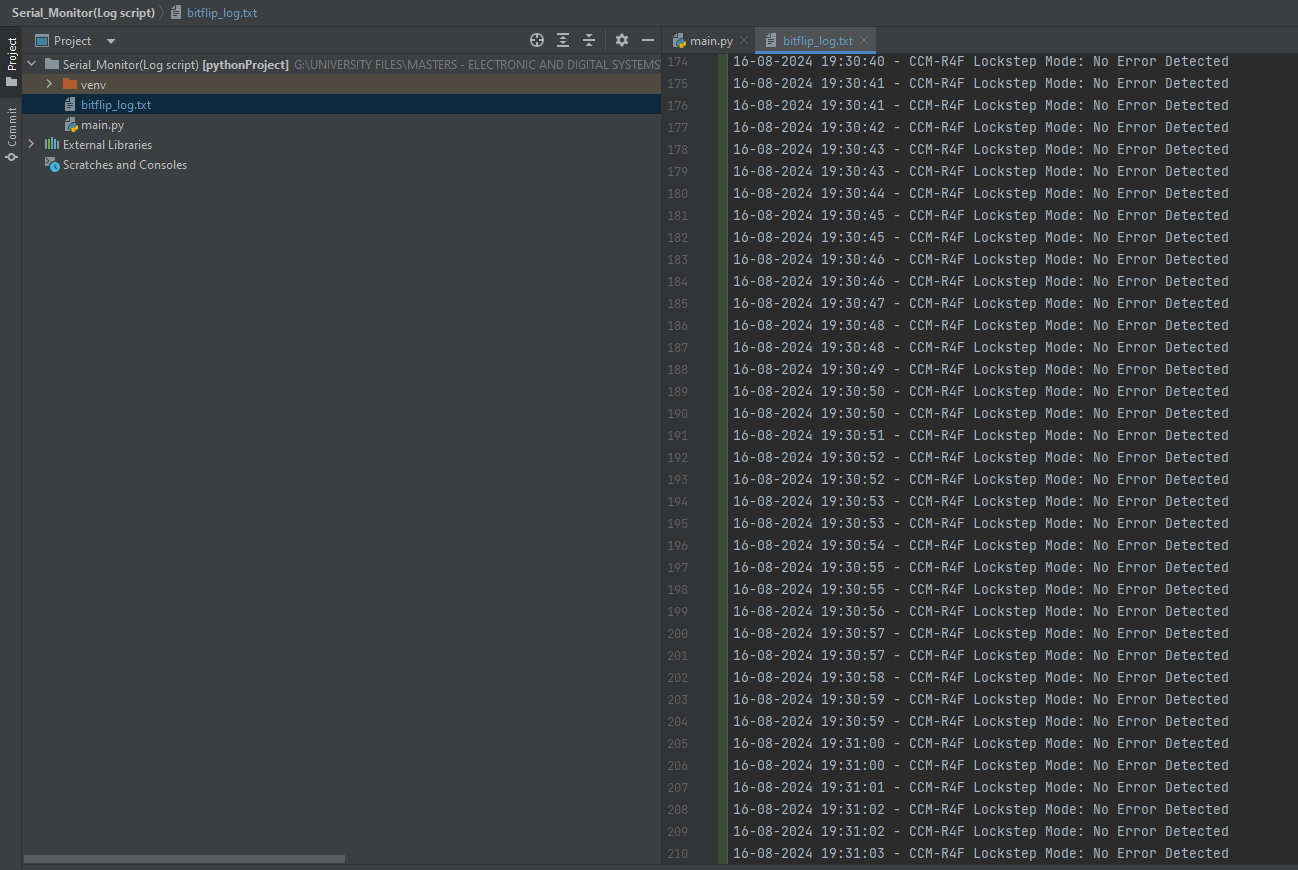 Serial_Monitor(Log script) bitflip_log.txt
Project
Commit
Project
Serial_Monitor(Log script) [pythonProject] G:\UNIVERSITY FILES\MASTERS - ELECTRONIC AND DIGITAL SYSTEMS
venv
bitflip_log.txt
main.py
External Libraries
Scratches and Consoles
main.py bitflip_log.txt
174 16-08-2024 19:30:40 - CCM-R4F Lockstep Mode: No Error Detected
175 16-08-2024 19:30:41 - CCM-R4F Lockstep Mode: No Error Detected
176 16-08-2024 19:30:41 - CCM-R4F Lockstep Mode: No Error Detected
177 16-08-2024 19:30:42 - CCM-R4F Lockstep Mode: No Error Detected
178 16-08-2024 19:30:43 - CCM-R4F Lockstep Mode: No Error Detected
179 16-08-2024 19:30:43 - CCM-R4F Lockstep Mode: No Error Detected
180 16-08-2024 19:30:44 - CCM-R4F Lockstep Mode: No Error Detected
181 16-08-2024 19:30:45 - CCM-R4F Lockstep Mode: No Error Detected
182 16-08-2024 19:30:45 - CCM-R4F Lockstep Mode: No Error Detected
183 16-08-2024 19:30:46 - CCM-R4F Lockstep Mode: No Error Detected
184 16-08-2024 19:30:46 - CCM-R4F Lockstep Mode: No Error Detected
185 16-08-2024 19:30:47 - CCM-R4F Lockstep Mode: No Error Detected
186 16-08-2024 19:30:48 - CCM-R4F Lockstep Mode: No Error Detected
187 16-08-2024 19:30:48 - CCM-R4F Lockstep Mode: No Error Detected
188 16-08-2024 19:30:49 - CCM-R4F Lockstep Mode: No Error Detected
189 16-08-2024 19:30:50 - CCM-R4F Lockstep Mode: No Error Detected
190 16-08-2024 19:30:50 - CCM-R4F Lockstep Mode: No Error Detected
191 16-08-2024 19:30:51 - CCM-R4F Lockstep Mode: No Error Detected
192 16-08-2024 19:30:52 - CCM-R4F Lockstep Mode: No Error Detected
193 16-08-2024 19:30:52 - CCM-R4F Lockstep Mode: No Error Detected
194 16-08-2024 19:30:53 - CCM-R4F Lockstep Mode: No Error Detected
195 16-08-2024 19:30:53 - CCM-R4F Lockstep Mode: No Error Detected
196 16-08-2024 19:30:54 - CCM-R4F Lockstep Mode: No Error Detected
197 16-08-2024 19:30:55 - CCM-R4F Lockstep Mode: No Error Detected
198 16-08-2024 19:30:55 - CCM-R4F Lockstep Mode: No Error Detected
199 16-08-2024 19:30:56 - CCM-R4F Lockstep Mode: No Error Detected
200 16-08-2024 19:30:57 - CCM-R4F Lockstep Mode: No Error Detected
201 16-08-2024 19:30:57 - CCM-R4F Lockstep Mode: No Error Detected
202 16-08-2024 19:30:58 - CCM-R4F Lockstep Mode: No Error Detected
203 16-08-2024 19:30:59 - CCM-R4F Lockstep Mode: No Error Detected
204 16-08-2024 19:30:59 - CCM-R4F Lockstep Mode: No Error Detected
205 16-08-2024 19:31:00 - CCM-R4F Lockstep Mode: No Error Detected
206 16-08-2024 19:31:00 - CCM-R4F Lockstep Mode: No Error Detected
207 16-08-2024 19:31:01 - CCM-R4F Lockstep Mode: No Error Detected
208 16-08-2024 19:31:02 - CCM-R4F Lockstep Mode: No Error Detected
209 16-08-2024 19:31:02 - CCM-R4F Lockstep Mode: No Error Detected
210 16-08-2024 19:31:03 - CCM-R4F Lockstep Mode: No Error Detected